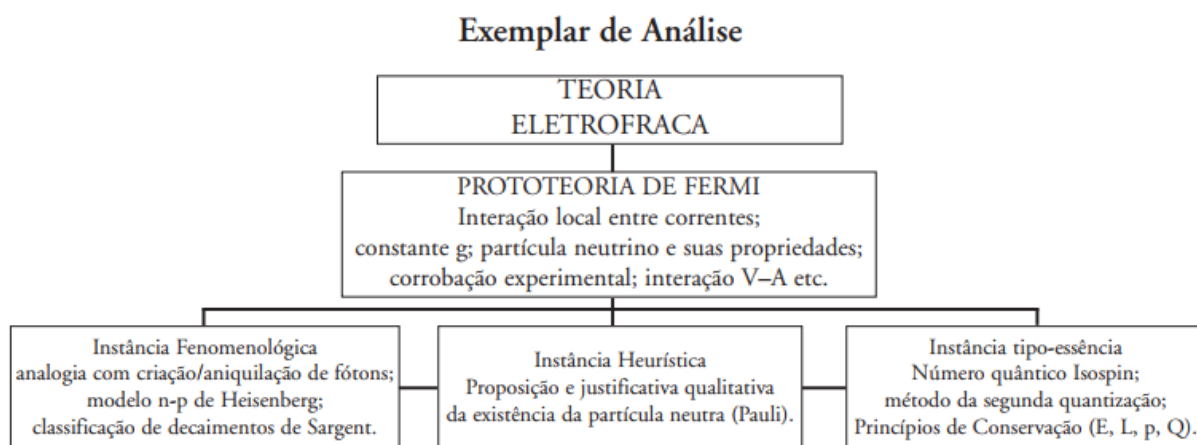 Exemplar de Análise
TEORIA
ELETROFRACA
PROTOTEORIA DE FERMI
Interação local entre correntes;
constante g; partícula neutrino e suas propriedades;
corrobação experimental; interação V–A etc.
Instância Fenomenológica
analogia com criação/aniquilação de fótons;
modelo n-p de Heisenberg;
classificação de decaimentos de Sargent.
Instância Heurística
Proposição e justificativa qualitativa
da existência da partícula neutra (Pauli).
Instância tipo-essência
Número quântico Isospin;
método da segunda quantização;
Princípios de Conservação (E, L, p, Q).